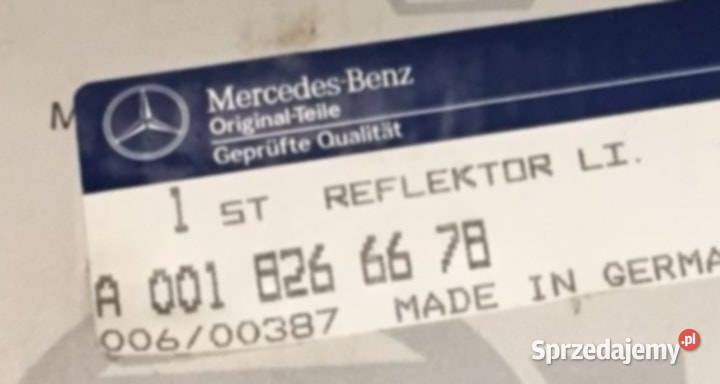 M
Mercedes-Benz
Original-Teile
Geprüfte Qualität
1 ST REFLEKTOR LI.
A 001 826 66 78
006/00387 MADE IN GERMA
Sprzedajemy.pl